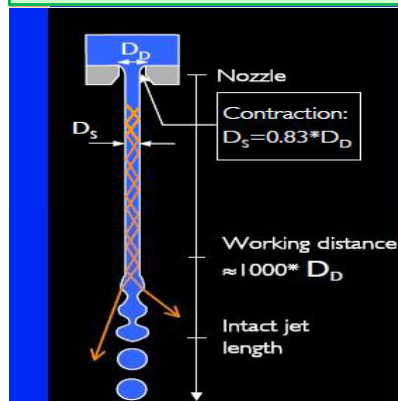 D_D
Nozzle
Contraction:
D_S=0.83*D_D
D_S
Working distance
≈1000* D_D
Intact jet
length